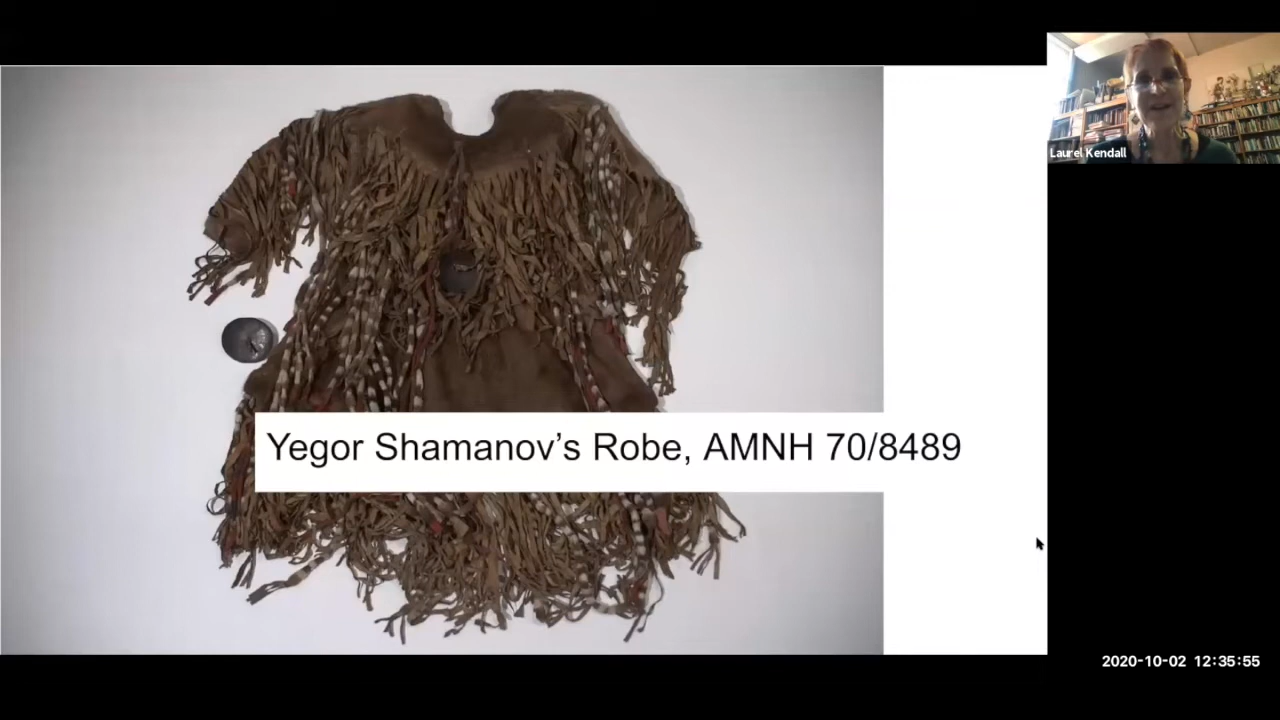 Laurel Kendall
Yegor Shamanov’s Robe, AMNH 70/8489
2020-10-02 12:35:55